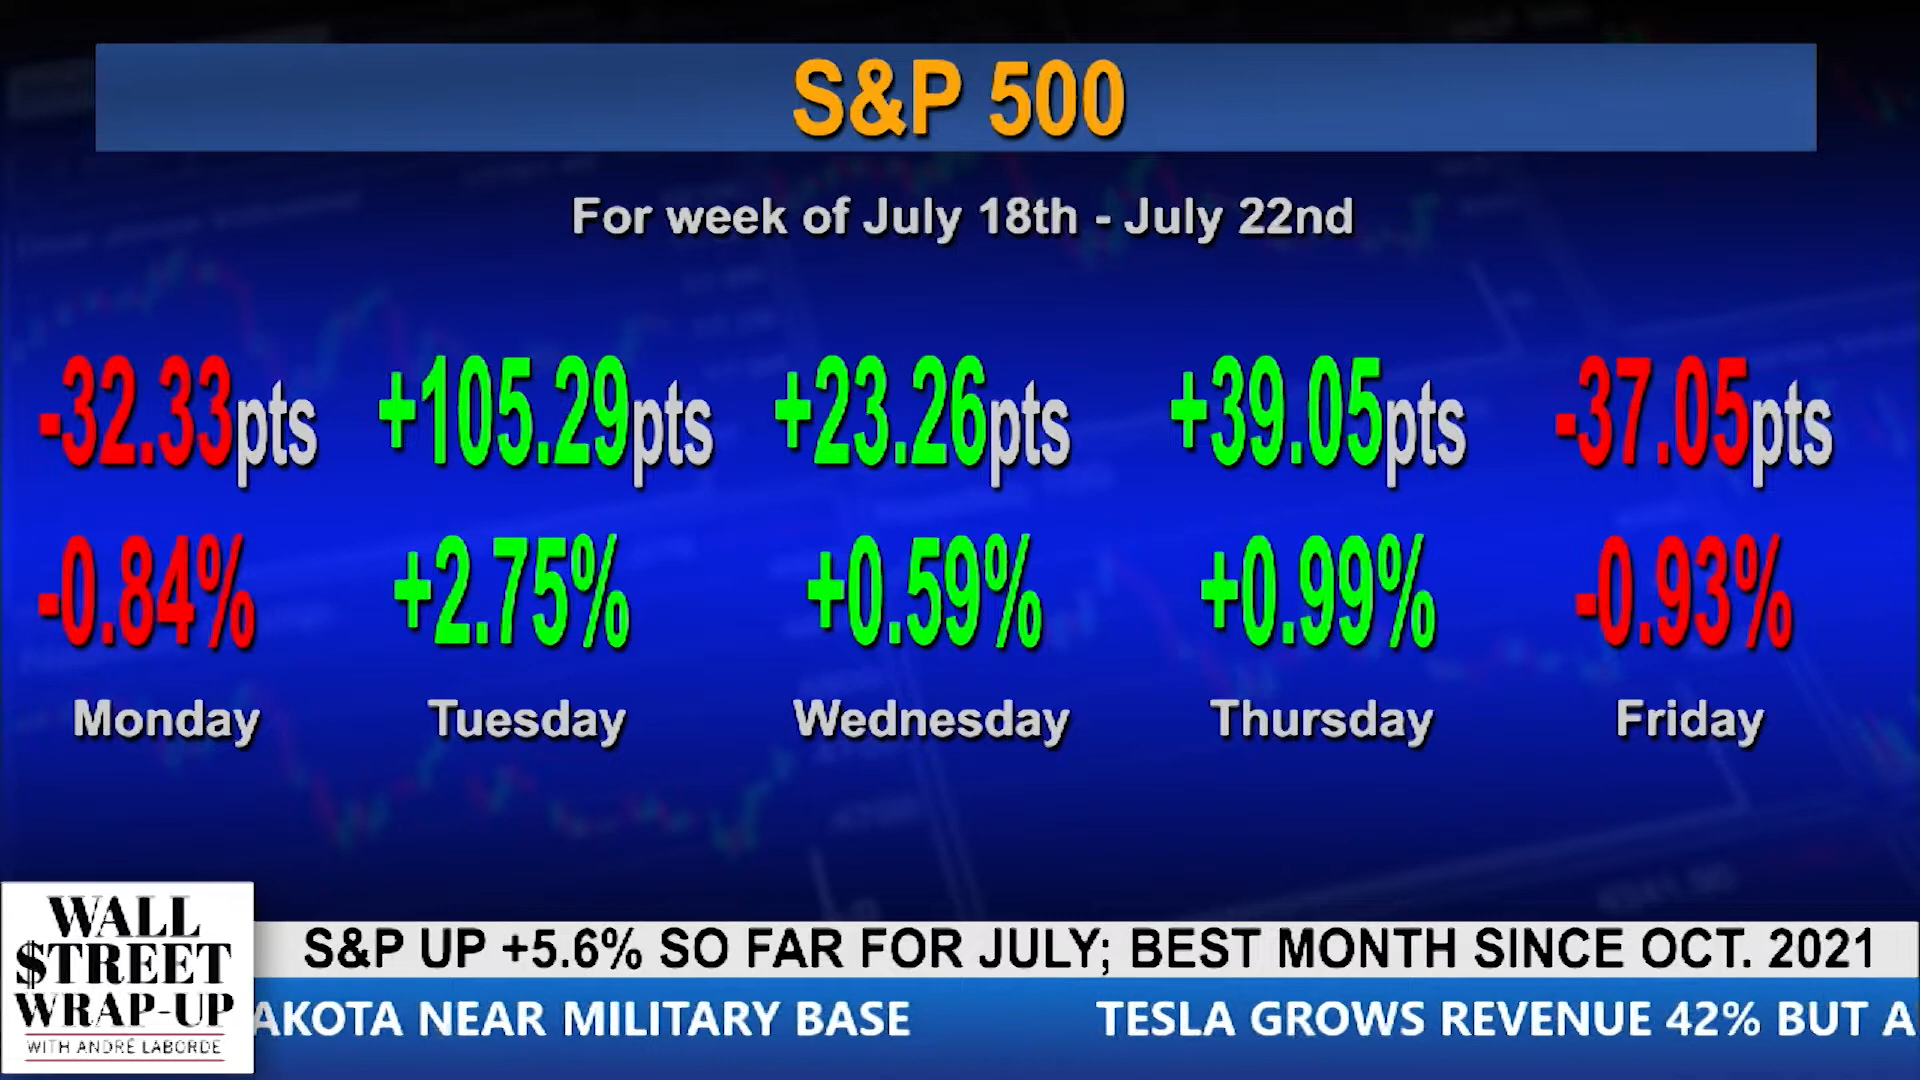 S&P 500
For week of July 18th - July 22nd
-32.33pts +105.29pts +23.26pts +39.05pts -37.05pts
-0.84% +2.75% +0.59% +0.99% -0.93%
Monday Tuesday Wednesday Thursday Friday
WALL
$TREET
WRAP-UP
WITH ANDRÉ LABORDE
S&P UP +5.6% SO FAR FOR JULY; BEST MONTH SINCE OCT. 2021
AKOTA NEAR MILITARY BASE TESLA GROWS REVENUE 42% BUT A